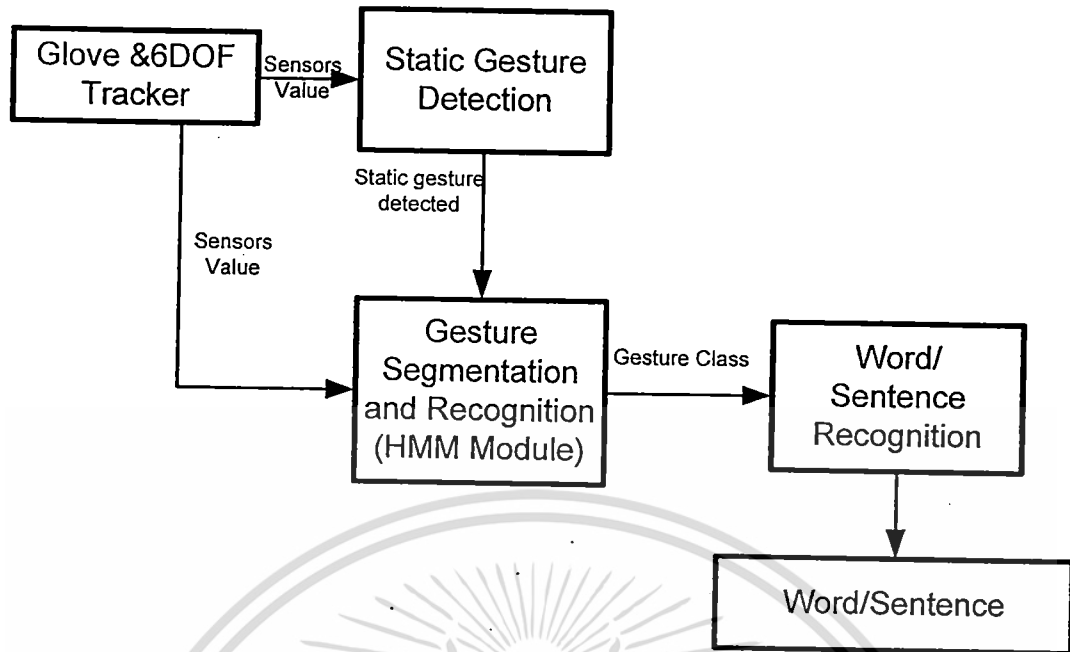 Glove &6DOF
Tracker
Sensors
Value
Static Gesture
Detection
Static gesture
detected
Sensors
Value
Gesture
Segmentation
and Recognition
(HMM Module)
Gesture Class
Word/
Sentence
Recognition
Word/Sentence